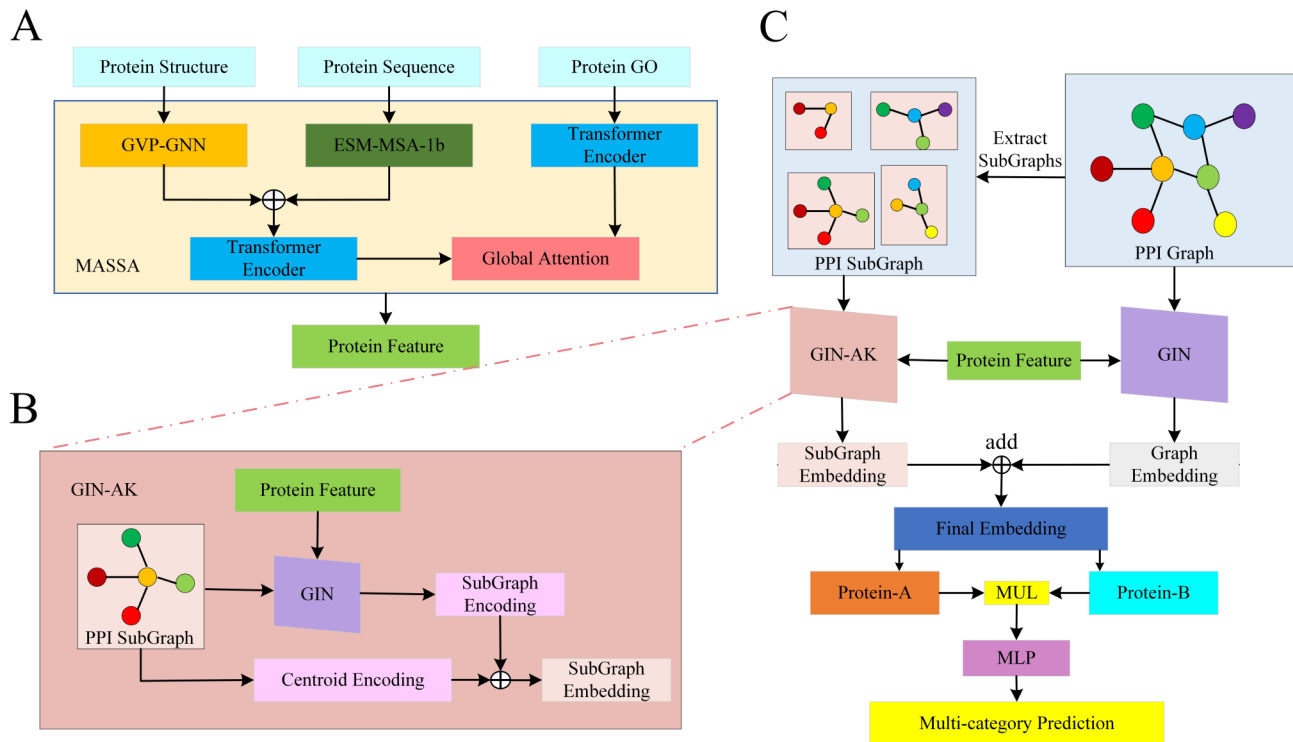 A
Protein Structure
Protein Sequence
Protein GO
GVP-GNN
ESM-MSA-1b
Transformer
Encoder
Transformer
Encoder
Global Attention
MASSA
Protein Feature
B
GIN-AK
Protein Feature
PPI SubGraph
GIN
SubGraph
Encoding
Centroid Encoding
SubGraph
Embedding
C
PPI SubGraph
Extract
SubGraphs
PPI Graph
GIN-AK
Protein Feature
GIN
SubGraph
Embedding
add
Graph
Embedding
Final Embedding
Protein-A
MUL
Protein-B
MLP
Multi-category Prediction